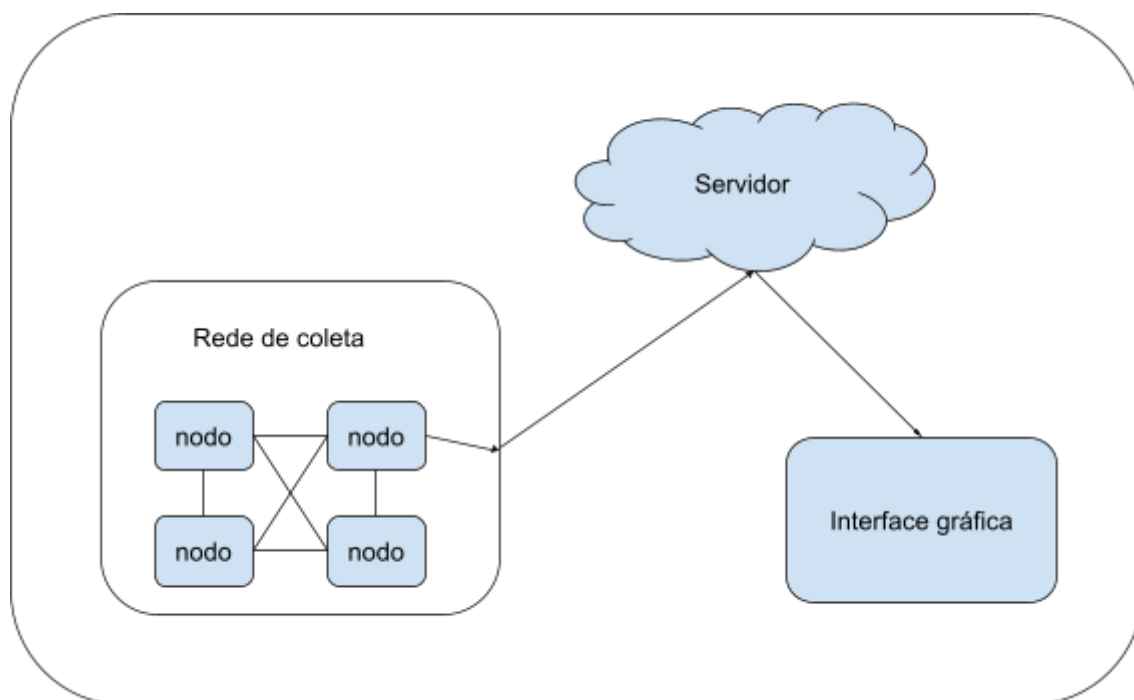 Servidor
Rede de coleta
nodo
nodo
nodo
nodo
Interface gráfica